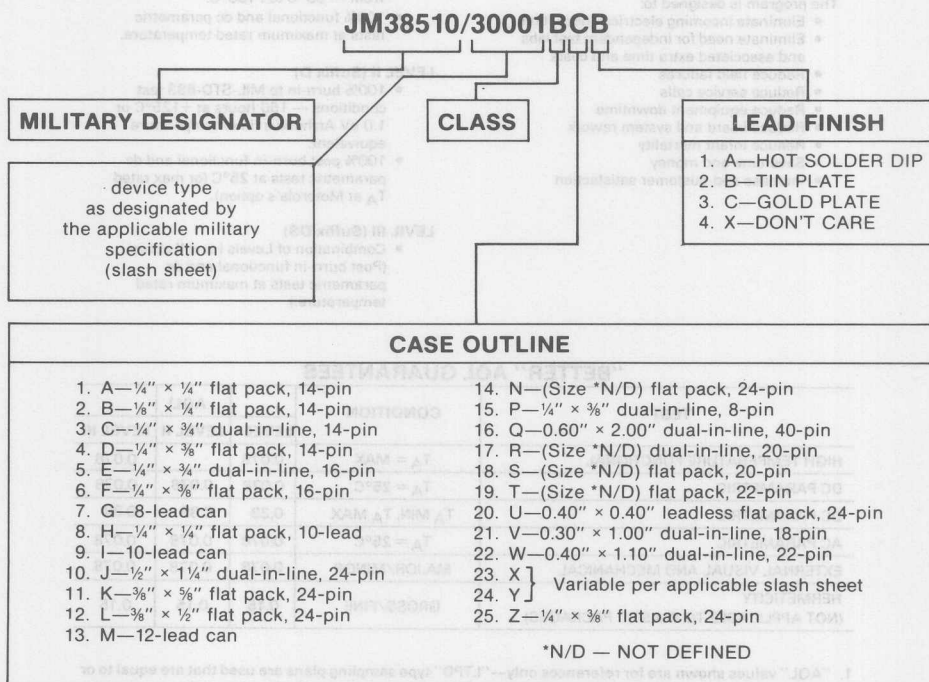 JM38510/30001BCB
MILITARY DESIGNATOR
device type
as designated by
the applicable military
specification
(slash sheet)
CLASS
LEAD FINISH
1. A—HOT SOLDER DIP
2. B—TIN PLATE
3. C—GOLD PLATE
4. X—DON'T CARE
CASE OUTLINE
1. A—¼" × ¼" flat pack, 14-pin
2. B—⅛" × ¼" flat pack, 14-pin
3. C—¼" × ¾" dual-in-line, 14-pin
4. D—¼" × ⅜" flat pack, 14-pin
5. E—¼" × ¾" dual-in-line, 16-pin
6. F—¼" × ⅜" flat pack, 16-pin
7. G—8-lead can
8. H—¼" × ¼" flat pack, 10-lead
9. I—10-lead can
10. J—½" × 1¼" dual-in-line, 24-pin
11. K—⅜" × ⅝" flat pack, 24-pin
12. L—⅜" × ½" flat pack, 24-pin
13. M—12-lead can
14. N—(Size *N/D) flat pack, 24-pin
15. P—¼" × ⅜" dual-in-line, 8-pin
16. Q—0.60" × 2.00" dual-in-line, 40-pin
17. R—(Size *N/D) dual-in-line, 20-pin
18. S—(Size *N/D) flat pack, 20-pin
19. T—(Size *N/D) flat pack, 22-pin
20. U—0.40" × 0.40" leadless flat pack, 24-pin
21. V—0.30" × 1.00" dual-in-line, 18-pin
22. W—0.40" × 1.10" dual-in-line, 22-pin
23. X
24. Y
Variable per applicable slash sheet
25. Z—¼" × ⅜" flat pack, 24-pin
*N/D — NOT DEFINED